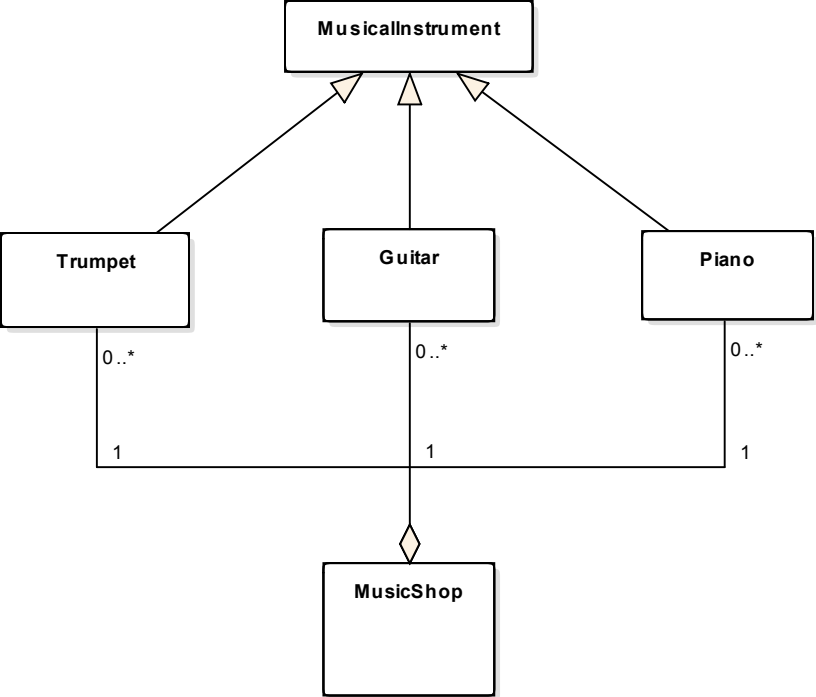 MusicalInstrument
Trumpet
Guitar
Piano
0..*
0..*
0..*
1
1
1
MusicShop